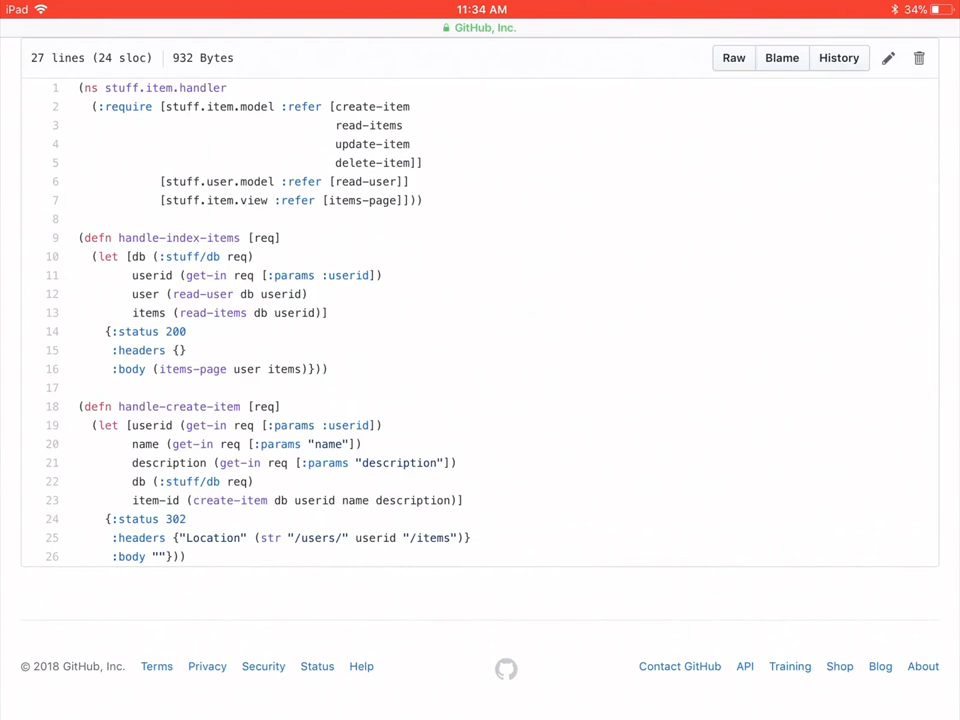 iPad 11:34 AM 34%
GitHub, Inc.
27 lines (24 sloc) 932 Bytes Raw Blame History
1 (ns stuff.item.handler
2 (:require [stuff.item.model :refer [create-item
3 read-items
4 update-item
5 delete-item]]
6 [stuff.user.model :refer [read-user]]
7 [stuff.item.view :refer [items-page]]))
8
9 (defn handle-index-items [req]
10 (let [db (:stuff/db req)
11 userid (get-in req [:params :userid])
12 user (read-user db userid)
13 items (read-items db userid)]
14 {:status 200
15 :headers {}
16 :body (items-page user items)}))
17
18 (defn handle-create-item [req]
19 (let [userid (get-in req [:params :userid])
20 name (get-in req [:params "name"])
21 description (get-in req [:params "description"])
22 db (:stuff/db req)
23 item-id (create-item db userid name description)]
24 {:status 302
25 :headers {"Location" (str "/users/" userid "/items")}
26 :body ""}))
© 2018 GitHub, Inc. Terms Privacy Security Status Help Contact GitHub API Training Shop Blog About